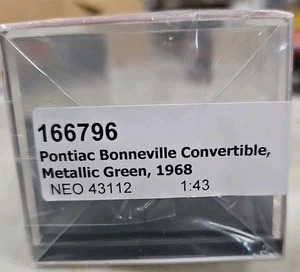 166796
Pontiac Bonneville Convertible,
Metallic Green, 1968
NEO 43112 1:43